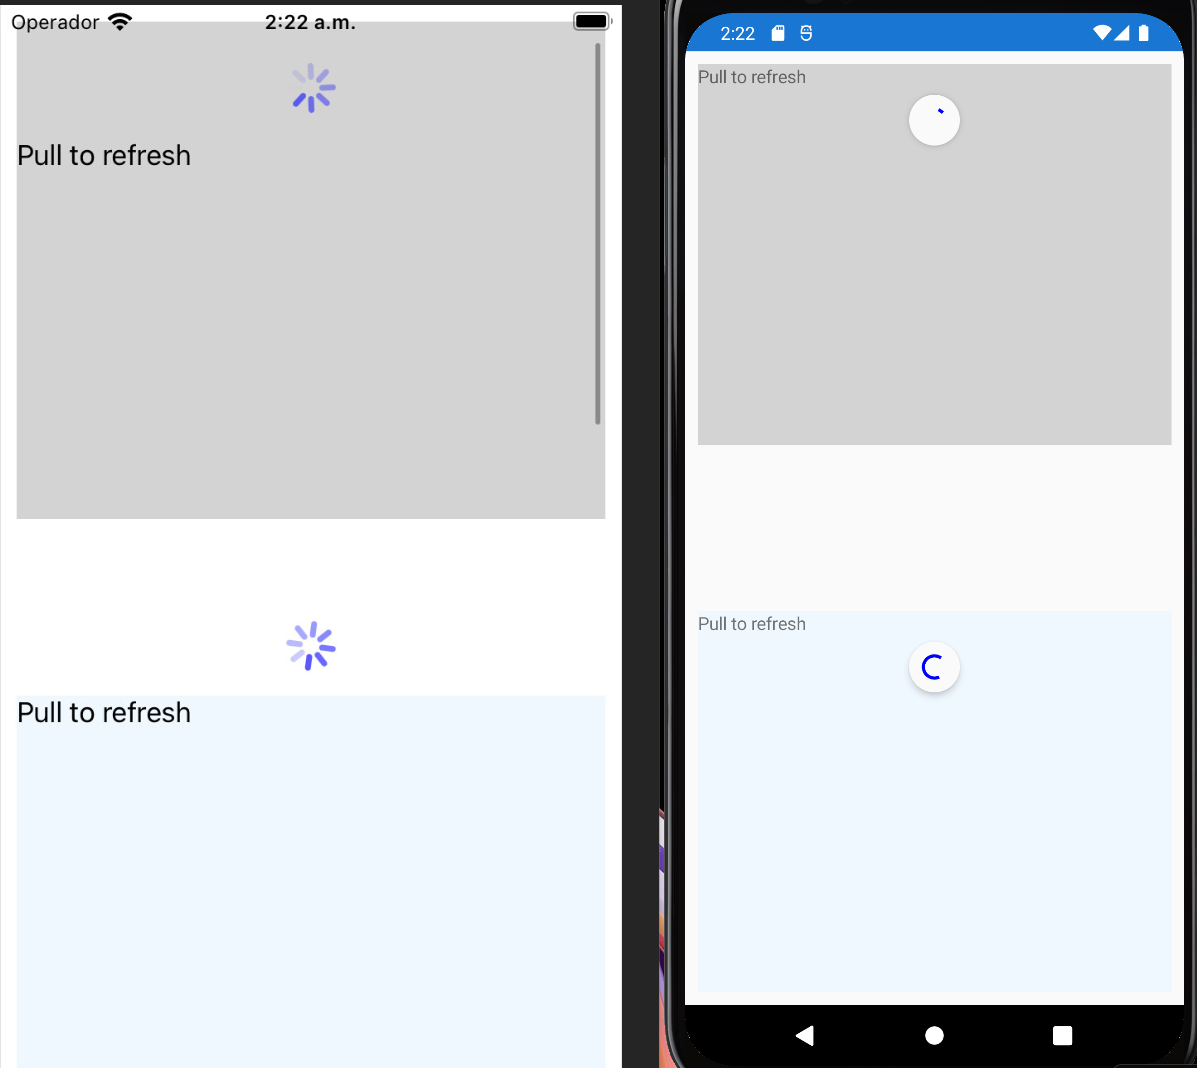 Operador 2:22 a.m.
Pull to refresh
Pull to refresh
2:22
Pull to refresh
Pull to refresh